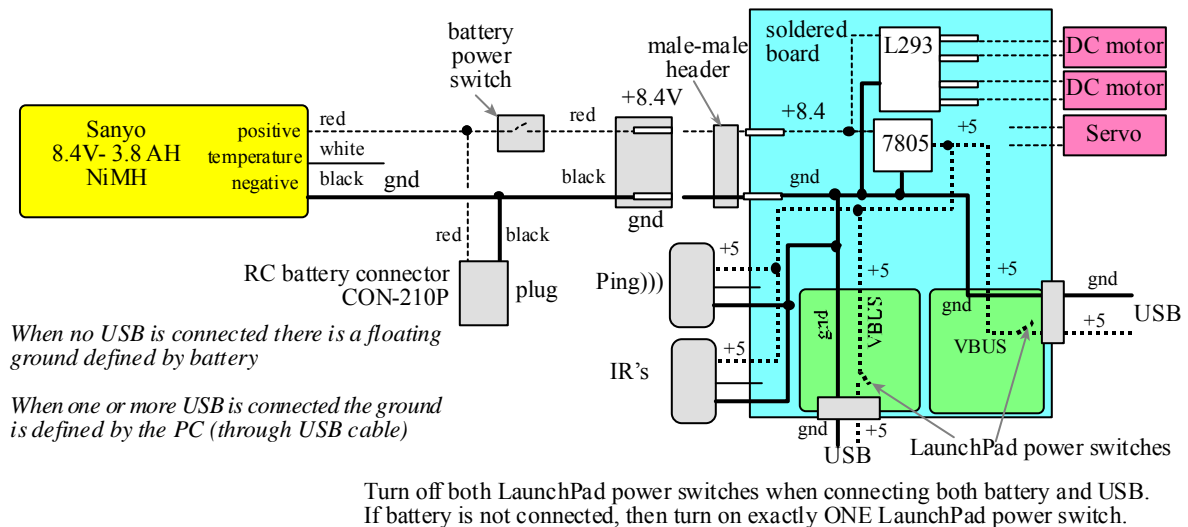 battery
power
switch
male-male
header
soldered
board
L293
DC motor
DC motor
Servo
+8.4V
+8.4
red
red
Sanyo
8.4V- 3.8 AH
NiMH
positive
temperature
negative
white
black
gnd
black
gnd
gnd
7805
+5
red
black
RC battery connector
CON-210P
plug
Ping)))
+5
+5
+5
gnd
VBUS
gnd
VBUS
gnd
+5
USB
IR's
+5
gnd
+5
USB
LaunchPad power switches
When no USB is connected there is a floating
ground defined by battery
When one or more USB is connected the ground
is defined by the PC (through USB cable)
Turn off both LaunchPad power switches when connecting both battery and USB.
If battery is not connected, then turn on exactly ONE LaunchPad power switch.